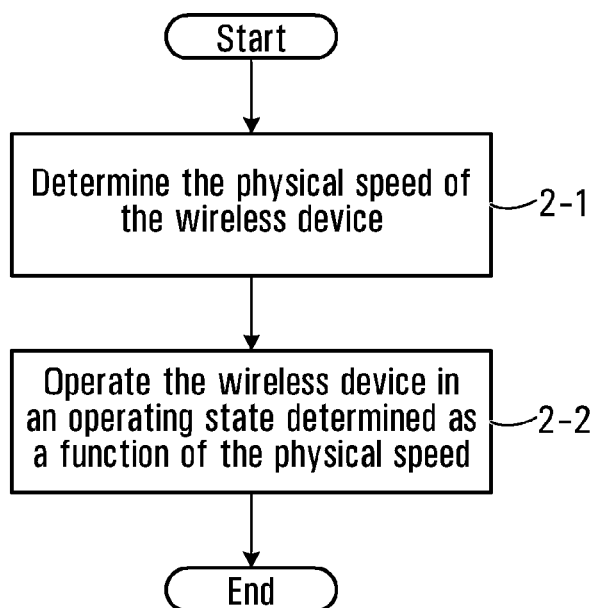 Start
Determine the physical speed of
the wireless device
2-1
Operate the wireless device in
an operating state determined as
a function of the physical speed
2-2
End